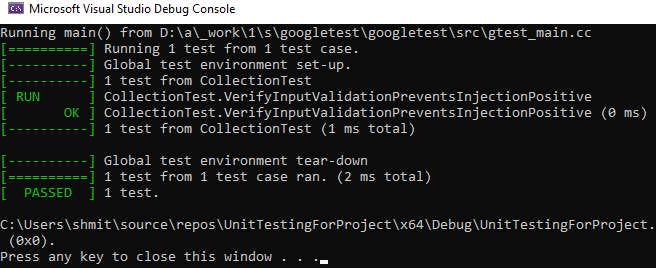 Microsoft Visual Studio Debug Console
Running main() from D:\a\_work\1\s\googletest\googletest\src\gtest_main.cc
[==========] Running 1 test from 1 test case.
[----------] Global test environment set-up.
[----------] 1 test from CollectionTest
[ RUN      ] CollectionTest.VerifyInputValidationPreventsInjectionPositive
[       OK ] CollectionTest.VerifyInputValidationPreventsInjectionPositive (0 ms)
[----------] 1 test from CollectionTest (1 ms total)
[----------] Global test environment tear-down
[==========] 1 test from 1 test case ran. (2 ms total)
[  PASSED  ] 1 test.
C:\Users\shmit\source\repos\UnitTestingForProject\x64\Debug\UnitTestingForProject.
(0x0).
Press any key to close this window . . .